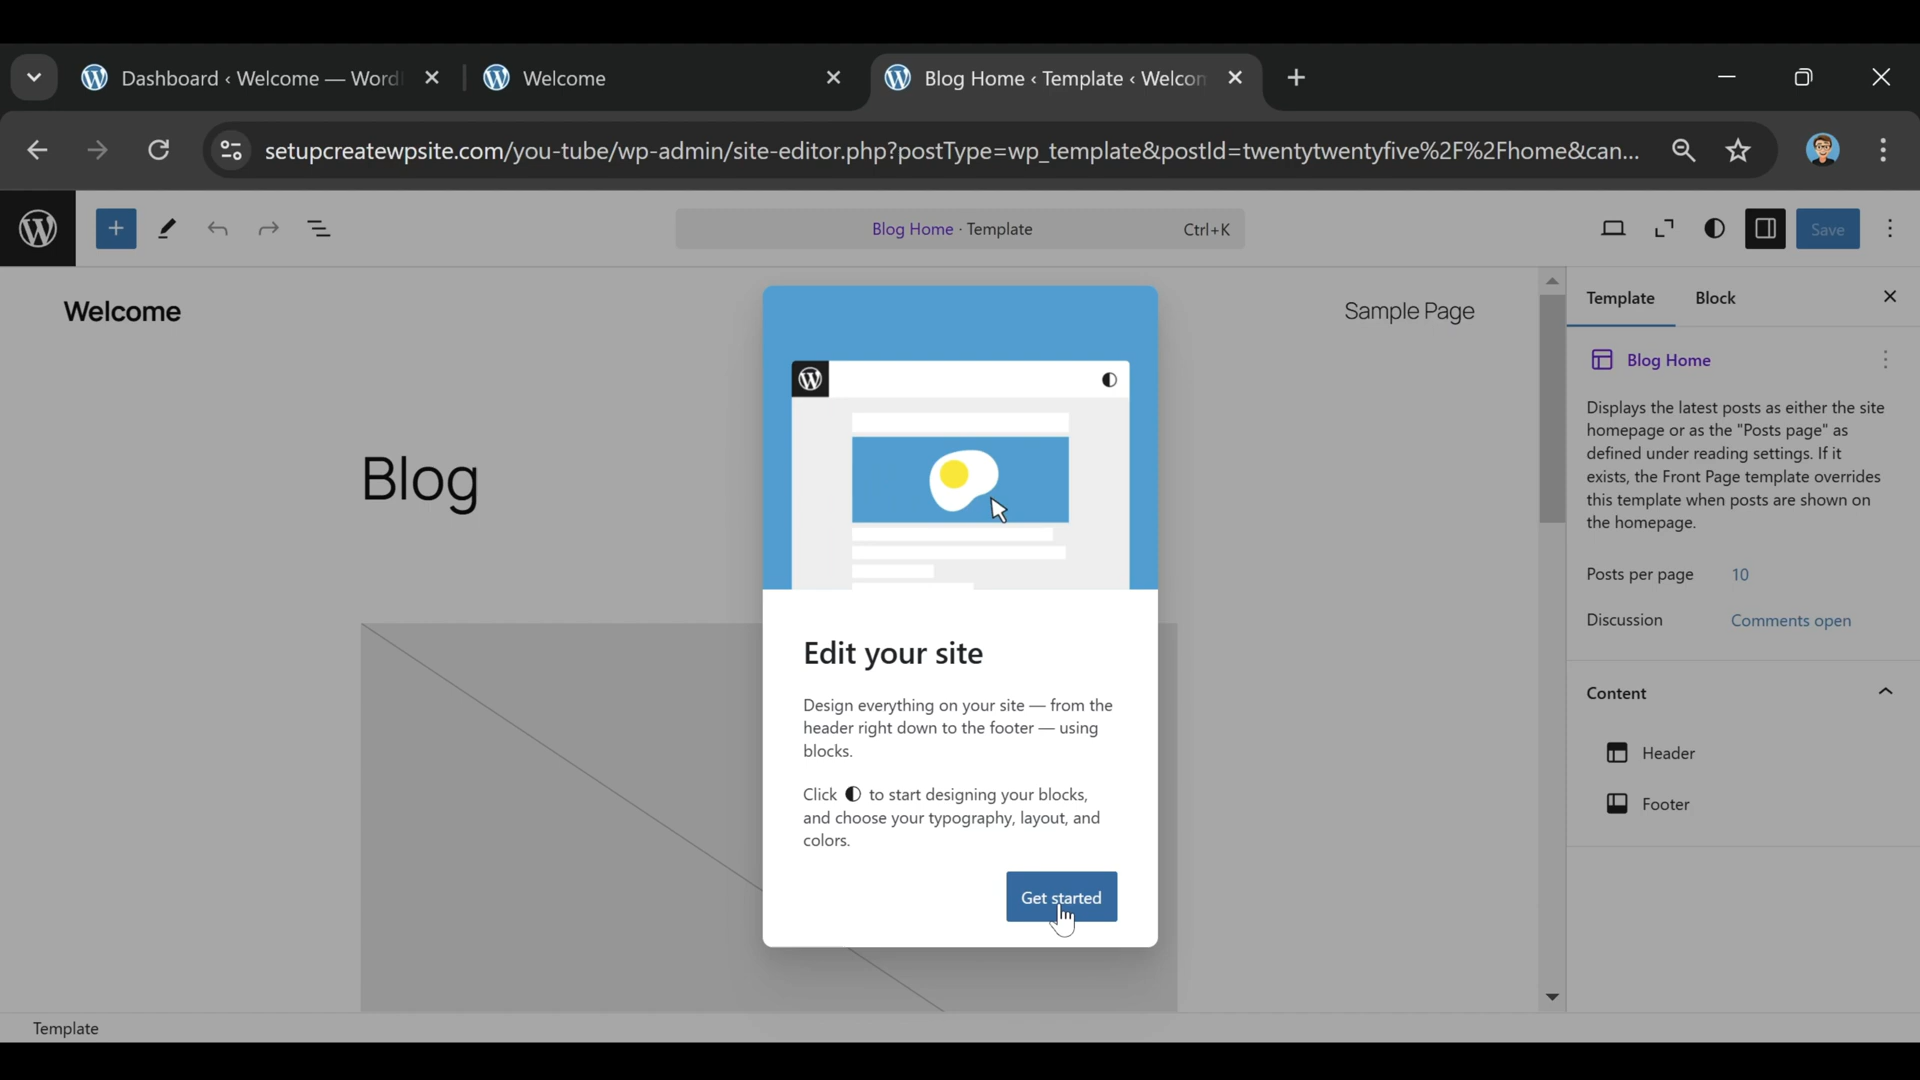 Dashboard ‹ Welcome — Word
Welcome
Blog Home ‹ Template ‹ Welcon
setupcreatewpsite.com/you-tube/wp-admin/site-editor.php?postType=wp_template&postId=twentytwentyfive%2F%2Fhome&can...
Blog Home · Template
Ctrl+K
Save
Welcome
Sample Page
Template
Block
Blog
Blog Home
Displays the latest posts as either the site
homepage or as the "Posts page" as
defined under reading settings. If it
exists, the Front Page template overrides
this template when posts are shown on
the homepage.
Posts per page 10
Discussion Comments open
Content
Header
Footer
Edit your site
Design everything on your site — from the
header right down to the footer — using
blocks.
Click to start designing your blocks,
and choose your typography, layout, and
colors.
Get started
Template